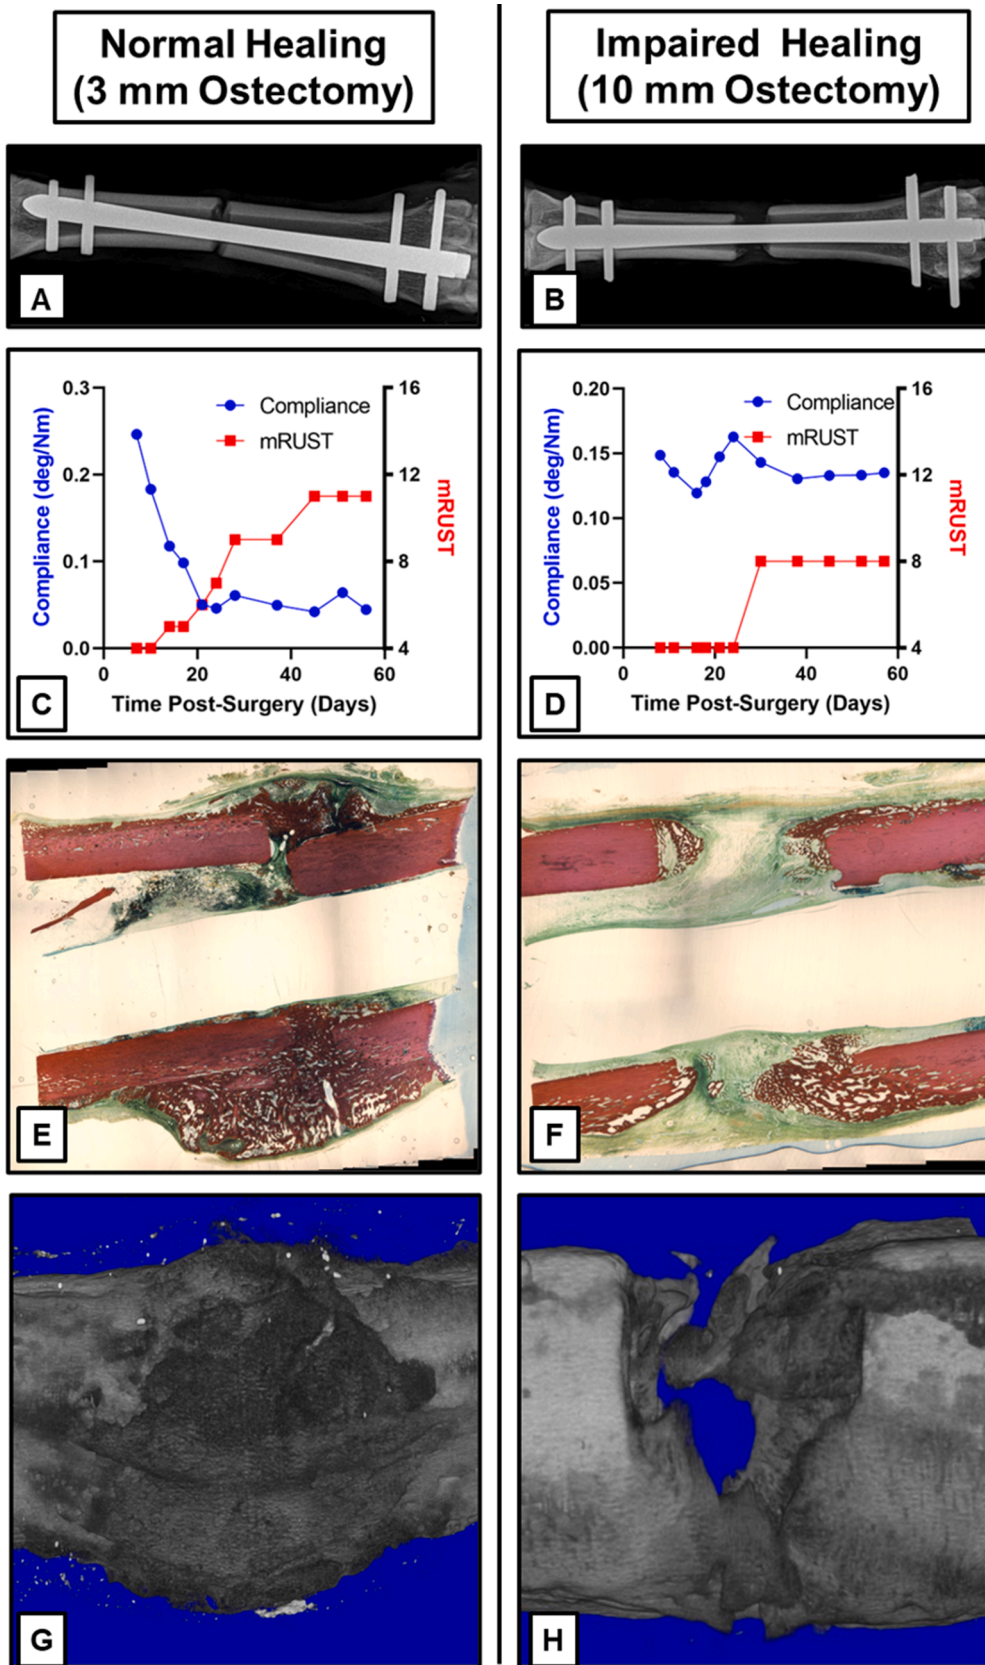 Normal Healing
(3 mm Ostectomy)
Impaired Healing
(10 mm Ostectomy)
A
B
0.3
0.2
0.1
0.0
Compliance (deg/Nm)
Compliance
mRUST
16
12
8
4
mRUST
0
20
40
60
Time Post-Surgery (Days)
C
0.20
0.15
0.10
0.05
0.00
Compliance (deg/Nm)
Compliance
mRUST
16
12
8
4
mRUST
0
20
40
60
Time Post-Surgery (Days)
D
E
F
G
H